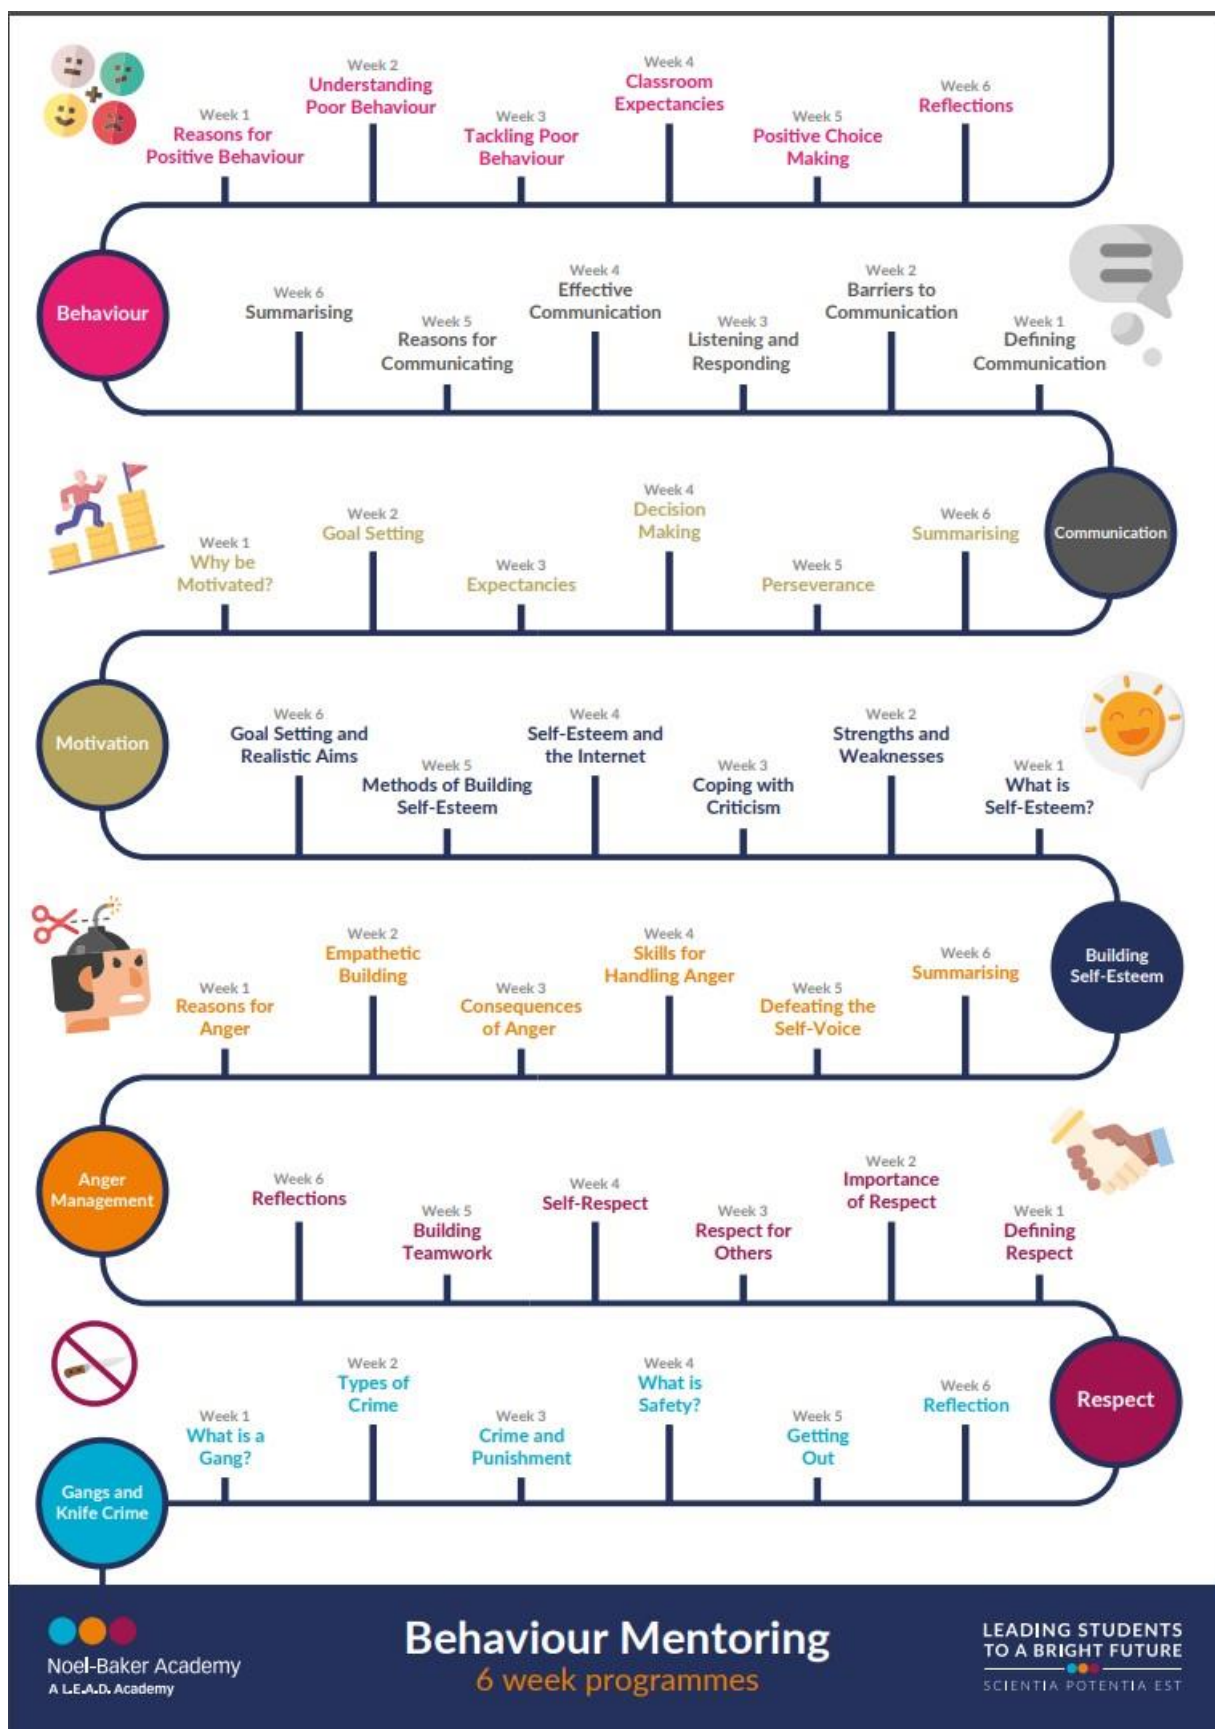 Week 1
Reasons for
Positive Behaviour
Week 2
Understanding
Poor Behaviour
Week 3
Tackling Poor
Behaviour
Week 4
Classroom
Expectancies
Week 5
Positive Choice
Making
Week 6
Reflections
Behaviour
Week 6
Summarising
Week 5
Reasons for
Communicating
Week 4
Effective
Communication
Week 3
Listening and
Responding
Week 2
Barriers to
Communication
Week 1
Defining
Communication
Communication
Week 1
Why be
Motivated?
Week 2
Goal Setting
Week 3
Expectancies
Week 4
Decision
Making
Week 5
Perseverance
Week 6
Summarising
Motivation
Week 6
Goal Setting and
Realistic Aims
Week 5
Methods of Building
Self-Esteem
Week 4
Self-Esteem and
the Internet
Week 3
Coping with
Criticism
Week 2
Strengths and
Weaknesses
Week 1
What is
Self-Esteem?
Building
Self-Esteem
Week 1
Reasons for
Anger
Week 2
Empathetic
Building
Week 3
Consequences
of Anger
Week 4
Skills for
Handling Anger
Week 5
Defeating the
Self-Voice
Week 6
Summarising
Anger
Management
Week 6
Reflections
Week 5
Building
Teamwork
Week 4
Self-Respect
Week 3
Respect for
Others
Week 2
Importance
of Respect
Week 1
Defining
Respect
Respect
Week 1
What is a
Gang?
Week 2
Types of
Crime
Week 3
Crime and
Punishment
Week 4
What is
Safety?
Week 5
Getting
Out
Week 6
Reflection
Gangs and
Knife Crime
Noel-Baker Academy
A L.E.A.D. Academy
Behaviour Mentoring
6 week programmes
LEADING STUDENTS
TO A BRIGHT FUTURE
SCIENTIA POTENTIA EST